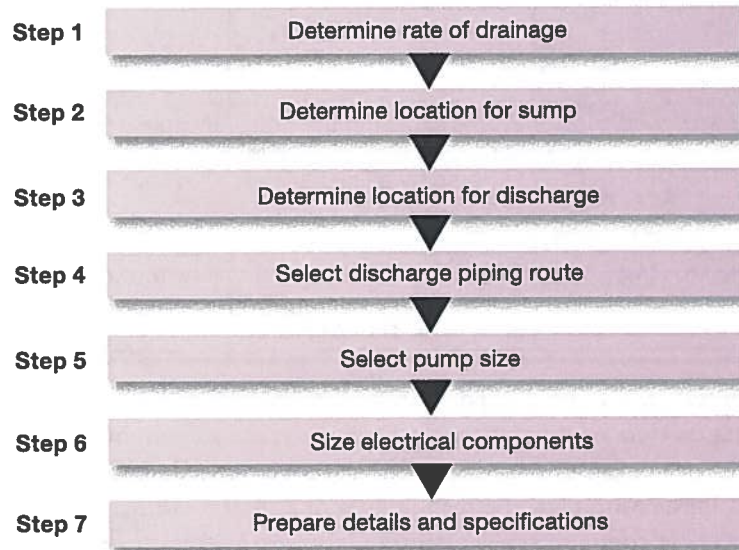 Step 1 Determine rate of drainage
Step 2 Determine location for sump
Step 3 Determine location for discharge
Step 4 Select discharge piping route
Step 5 Select pump size
Step 6 Size electrical components
Step 7 Prepare details and specifications